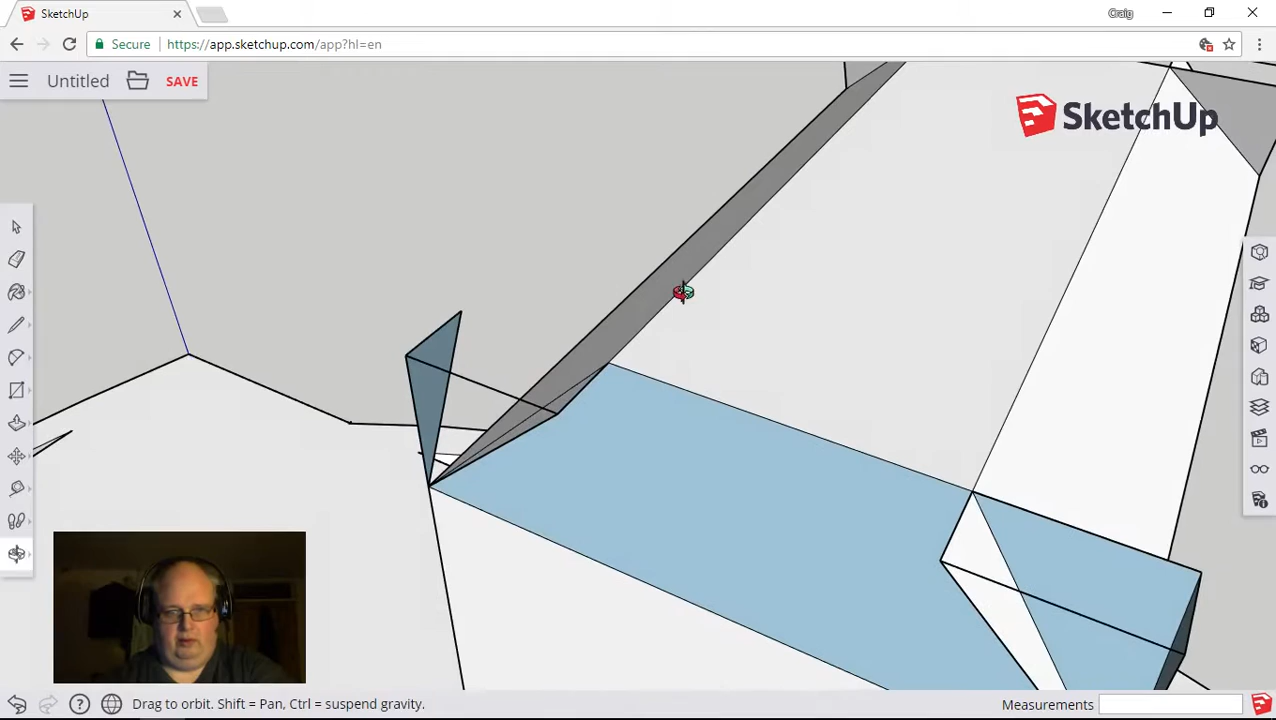 SketchUp
Craig
Secure
https://app.sketchup.com/app?hl=en
Untitled
SAVE
SketchUp
Drag to orbit. Shift = Pan, Ctrl = suspend gravity.
Measurements